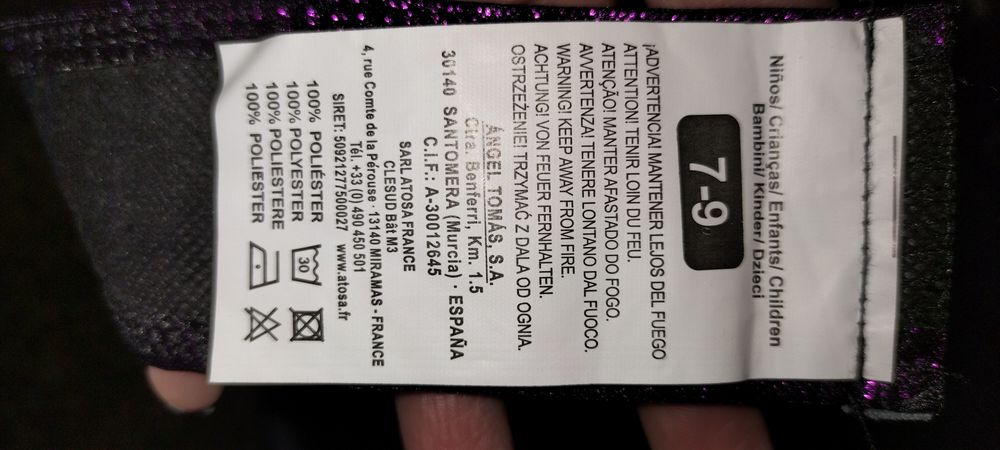 Niños/ Crianças/ Enfants/ Children
Bambini/ Kinder/ Dzieci
7-9
¡ADVERTENCIA! MANTENER LEJOS DEL FUEGO
ATTENTION! TENIR LOIN DU FEU.
ATENÇÃO! MANTER AFASTADO DO FOGO.
AVVERTENZA! TENERE LONTANO DAL FUOCO.
WARNING! KEEP AWAY FROM FIRE.
ACHTUNG! VON FEUER FERNHALTEN.
OSTRZEŻENIE! TRZYMAĆ Z DALA OD OGNIA.
ÁNGEL TOMÁS, S.A.
Ctra. Benferri, Km. 1.5
30140 SANTOMERA (Murcia) · ESPAÑA
C.I.F.: A-30012645
SARL ATOSA FRANCE
CLESUD Bât M3
4, rue Comte de la Pérouse · 13140 MIRAMAS - FRANCE
Tél. +33 (0) 490 450 501
SIRET: 50921277500027 www.atosa.fr
100% POLIÉSTER
100% POLYESTER
100% POLIESTERE
100% POLIESTER
30